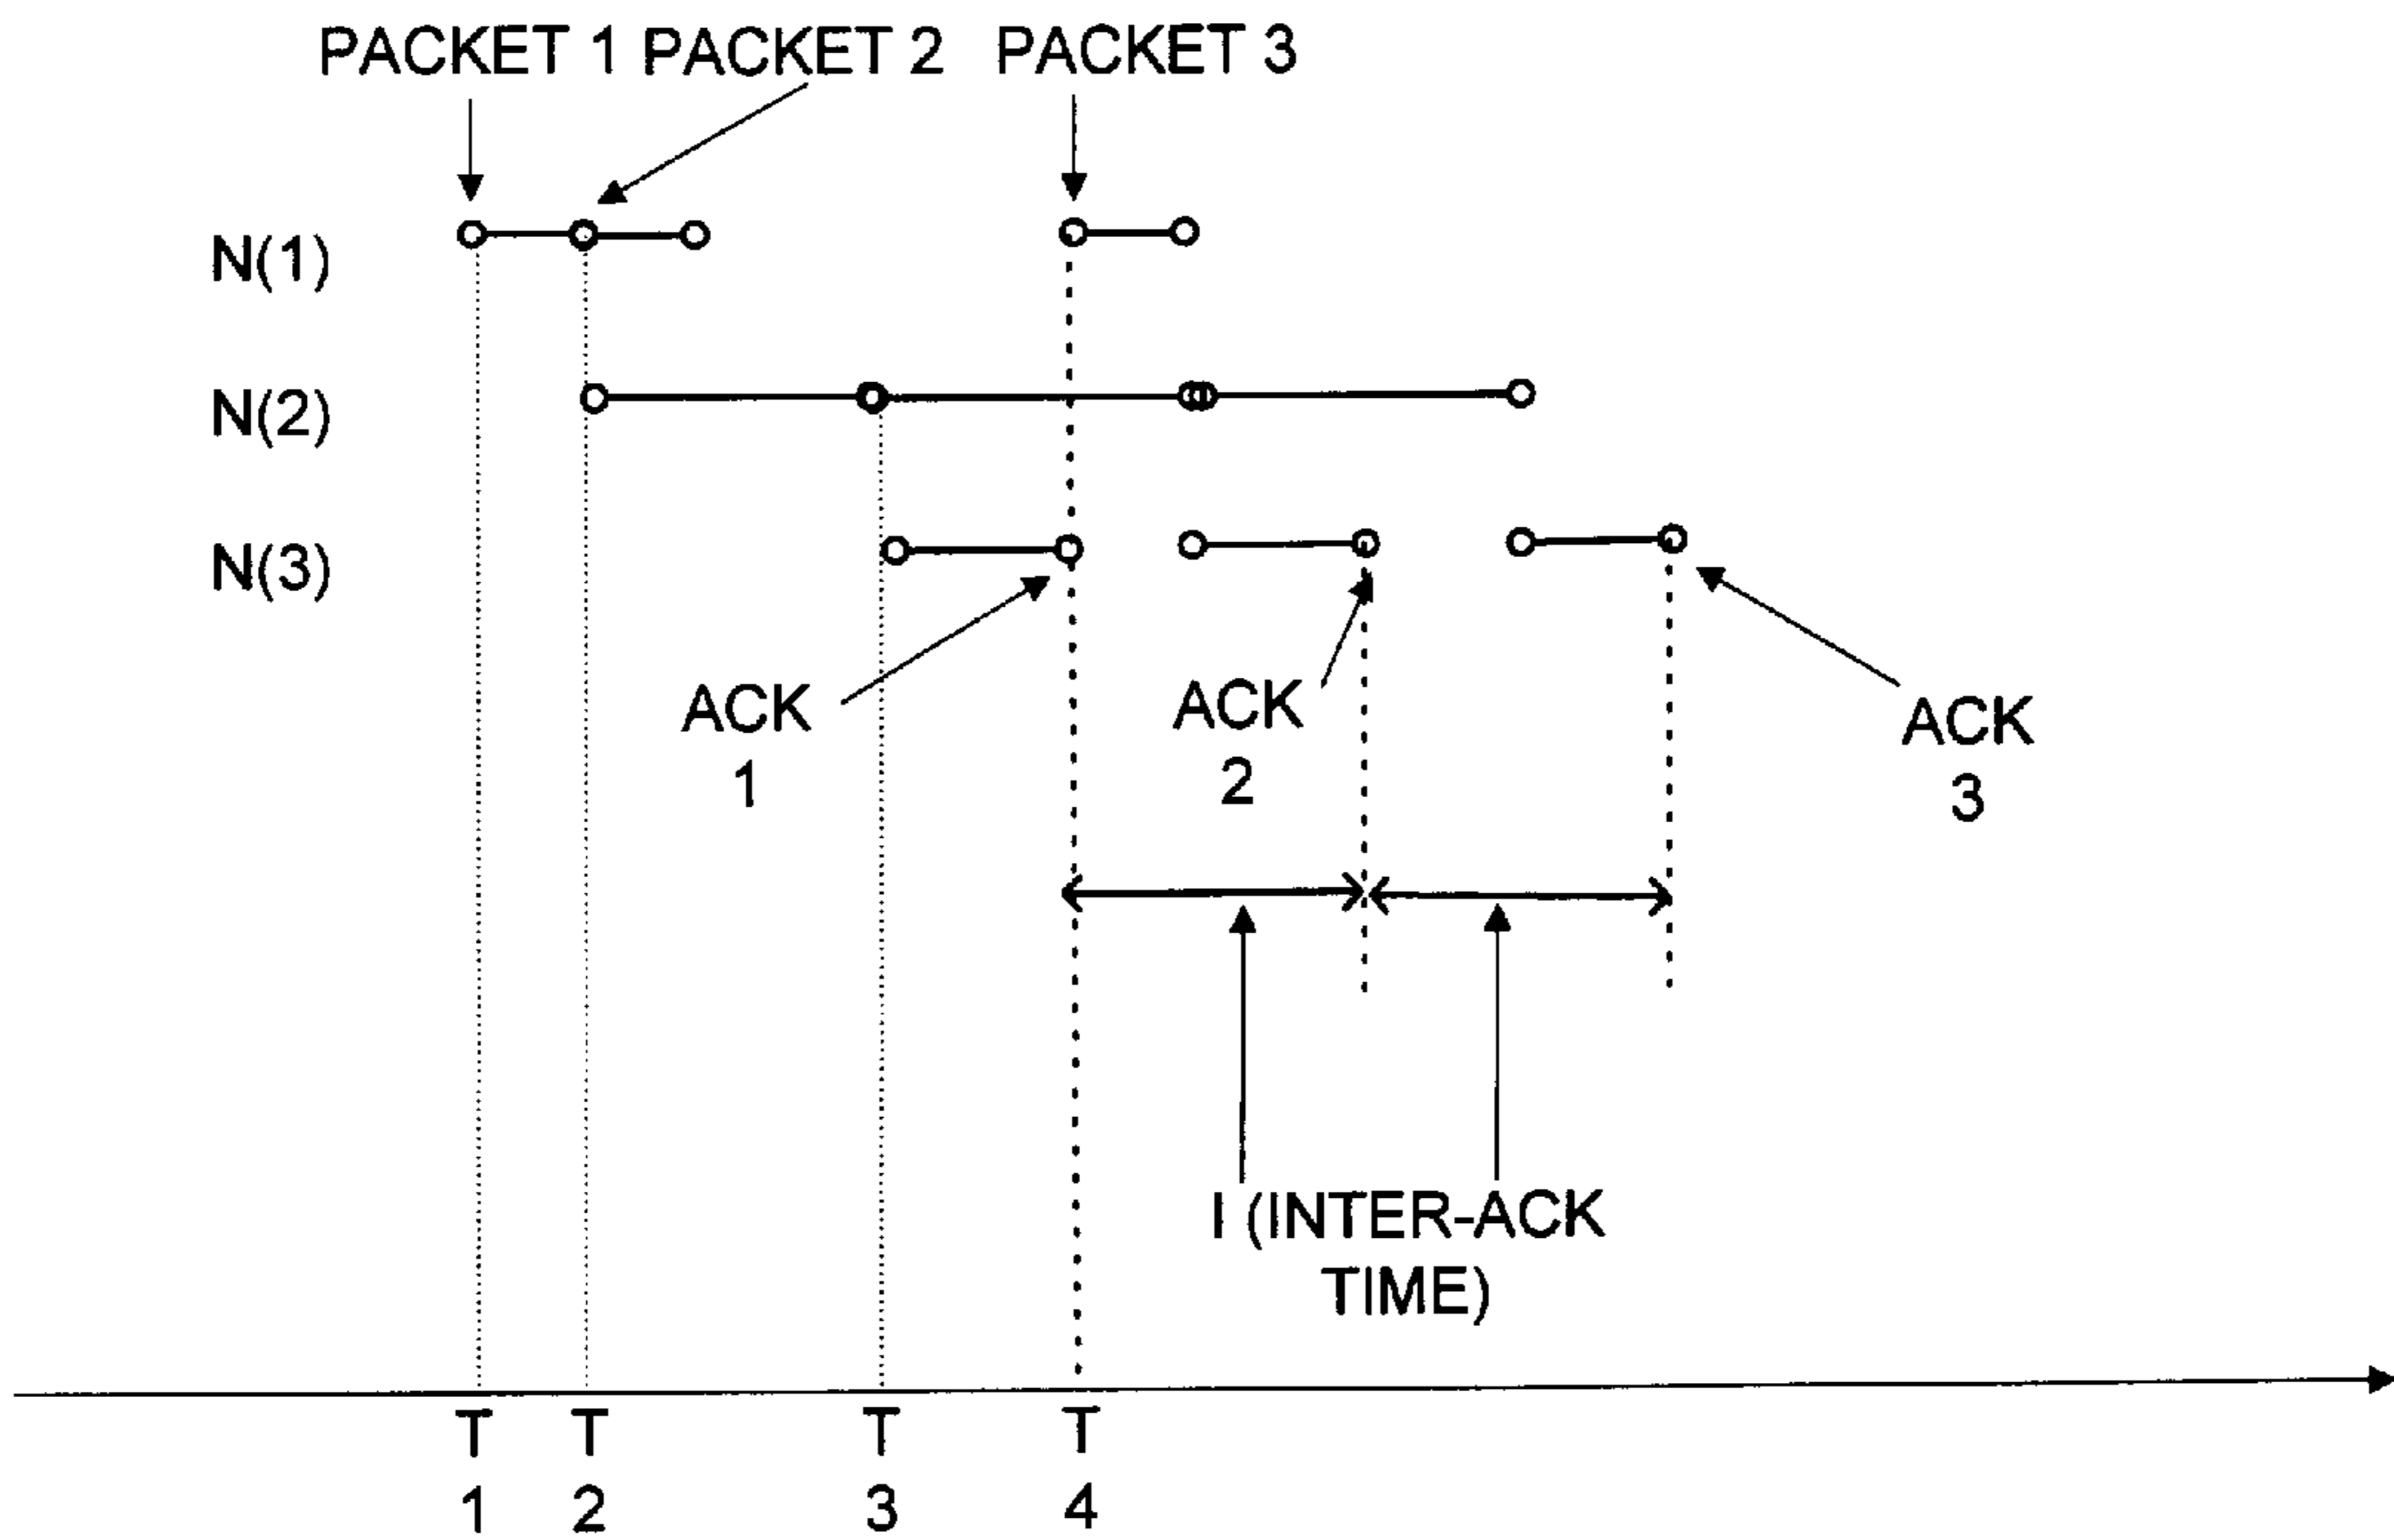 PACKET 1 PACKET 2 PACKET 3
N(1)
N(2)
N(3)
ACK
1
ACK
2
ACK
3
I (INTER-ACK
TIME)
T T T T
1 2 3 4